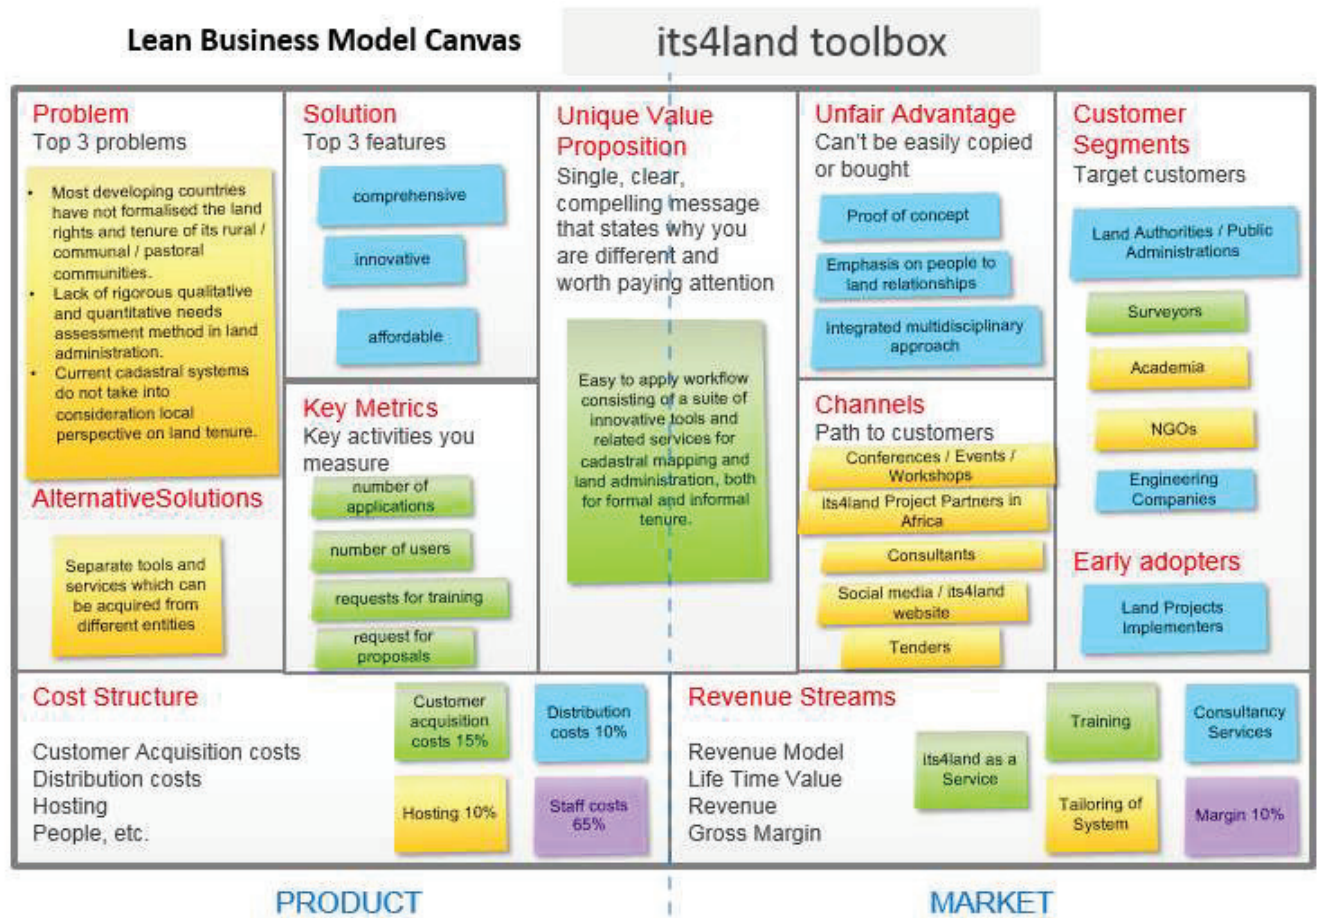 Lean Business Model Canvas
its4land toolbox
Problem
Top 3 problems
• Most developing countries
have not formalised the land
rights and tenure of its rural /
communal / pastoral
communities.
• Lack of rigorous qualitative
and quantitative needs
assessment method in land
administration.
• Current cadastral systems
do not take into
consideration local
perspective on land tenure.
AlternativeSolutions
Separate tools and
services which can
be acquired from
different entities
Solution
Top 3 features
comprehensive
innovative
affordable
Key Metrics
Key activities you
measure
number of
applications
number of users
requests for training
request for
proposals
Unique Value
Proposition
Single, clear,
compelling message
that states why you
are different and
worth paying attention
Easy to apply workflow
consisting of a suite of
innovative tools and
related services for
cadastral mapping and
land administration, both
for formal and informal
tenure.
Unfair Advantage
Can't be easily copied
or bought
Proof of concept
Emphasis on people to
land relationships
Integrated multidisciplinary
approach
Channels
Path to customers
Conferences / Events /
Workshops
its4land Project Partners in
Africa
Consultants
Social media / its4land
website
Tenders
Customer
Segments
Target customers
Land Authorities / Public
Administrations
Surveyors
Academia
NGOs
Engineering
Companies
Early adopters
Land Projects
Implementers
Cost Structure
Customer Acquisition costs
Distribution costs
Hosting
People, etc.
Customer
acquisition
costs 15%
Distribution
costs 10%
Hosting 10%
Staff costs
65%
Revenue Streams
Revenue Model
Life Time Value
Revenue
Gross Margin
its4land as a
Service
Training
Consultancy
Services
Tailoring of
System
Margin 10%
PRODUCT
MARKET